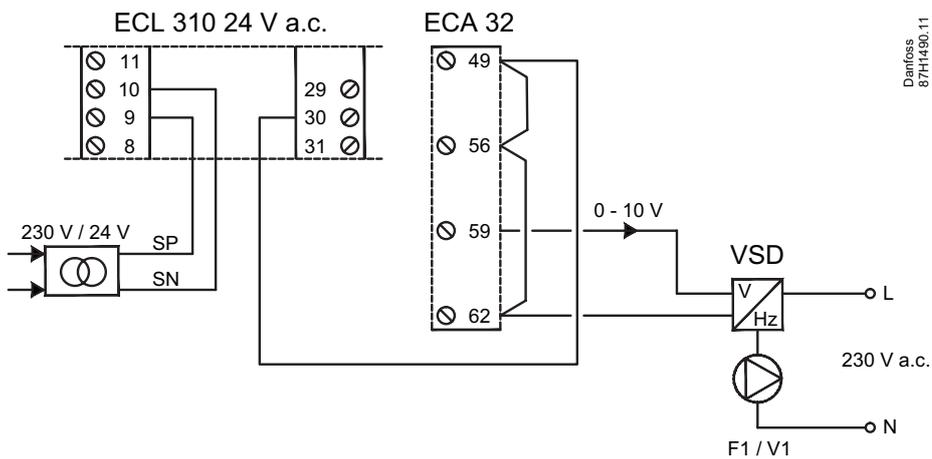 ECL 310 24 V a.c.
ECA 32
Danfoss
87H1490.11
11
10
9
8
29
30
31
49
56
59
62
230 V / 24 V
SP
SN
0 - 10 V
VSD
V
Hz
L
230 V a.c.
N
F1 / V1